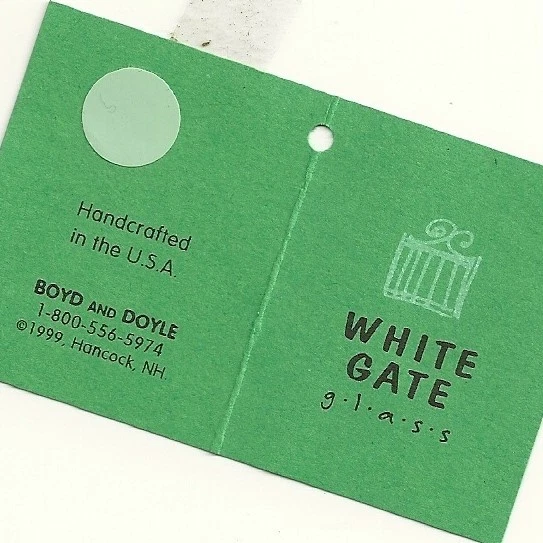 Handcrafted
in the U.S.A.
BOYD AND DOYLE
1-800-556-5974
©1999, Hancock, NH.
WHITE
GATE
g·l·a·s·s